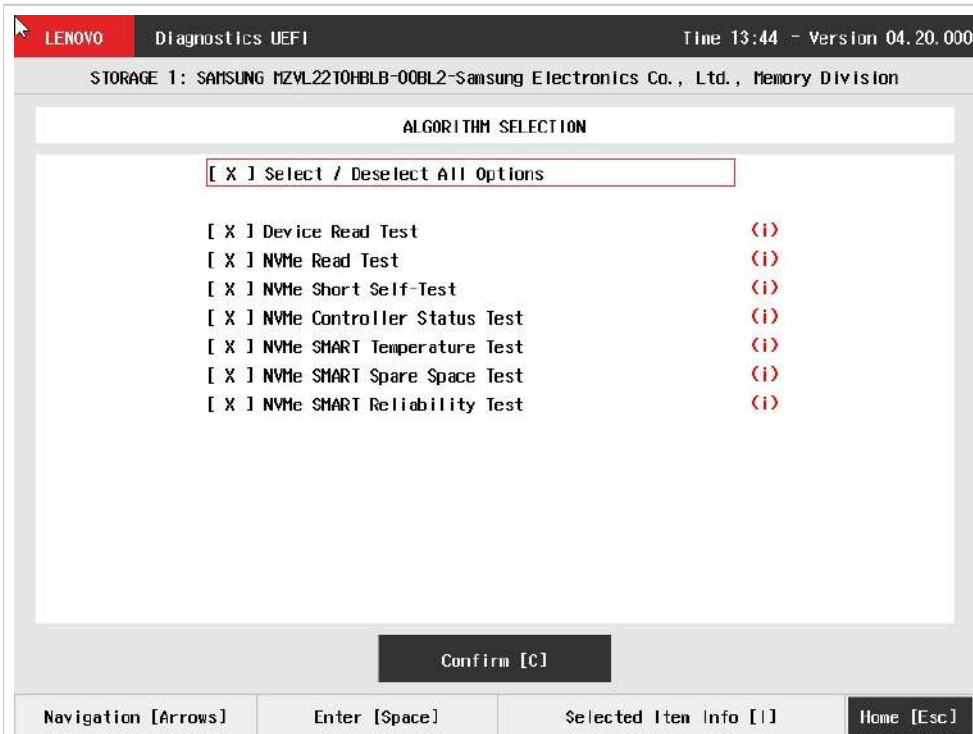 LENOVO Diagnostics UEFI Time 13:44 - Version 04.20.000
STORAGE 1: SAMSUNG MZVL22T0HBLB-00BL2-Samsung Electronics Co., Ltd., Memory Division
ALGORITHM SELECTION
[ X ] Select / Deselect All Options
[ X ] Device Read Test (i)
[ X ] NVMe Read Test (i)
[ X ] NVMe Short Self-Test (i)
[ X ] NVMe Controller Status Test (i)
[ X ] NVMe SMART Temperature Test (i)
[ X ] NVMe SMART Spare Space Test (i)
[ X ] NVMe SMART Reliability Test (i)
Confirm [C]
Navigation [Arrows] Enter [Space] Selected Item Info [I] Home [Esc]